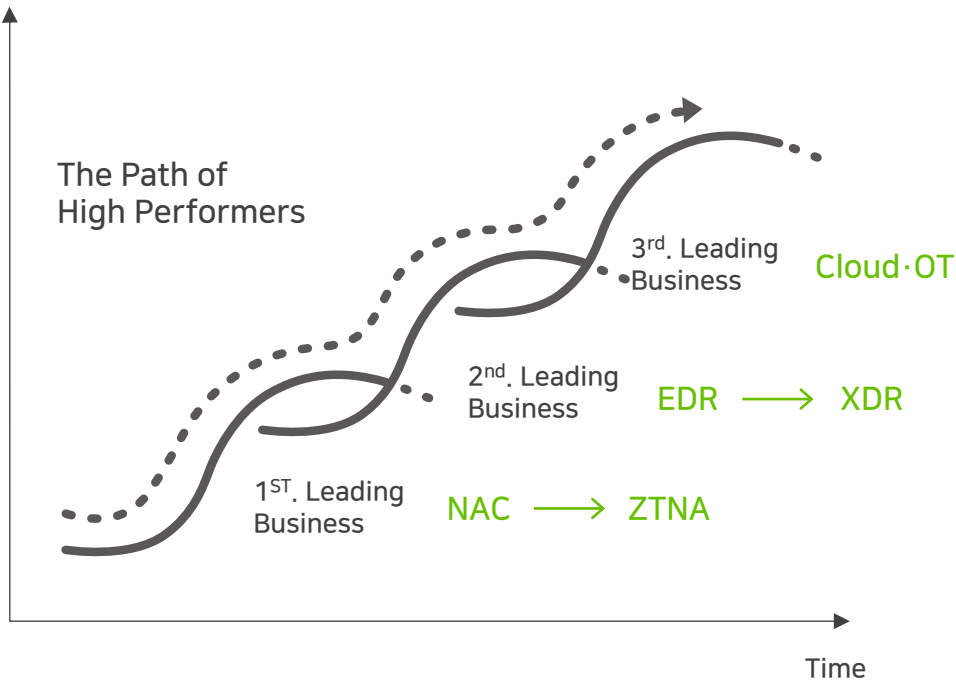 The Path of
High Performers
3rd. Leading
Business
Cloud·OT
2nd. Leading
Business
EDR → XDR
1ST. Leading
Business
NAC → ZTNA
Time